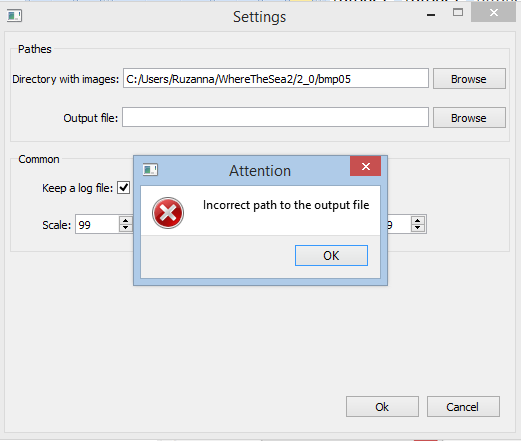 Settings
Pathes
Directory with images: C:/Users/Ruzanna/WhereTheSea2/2_0/bmp05 Browse
Output file: Browse
Common
Attention
Keep a log file:
Incorrect path to the output file
Scale: 99 9
OK
Ok Cancel